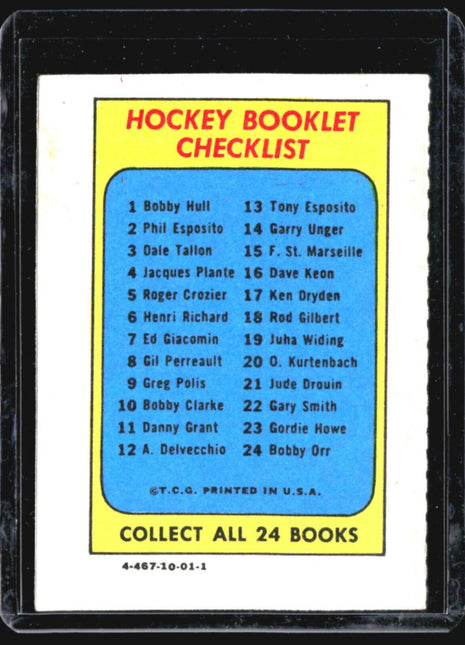 HOCKEY BOOKLET
CHECKLIST
1 Bobby Hull
2 Phil Esposito
3 Dale Tallon
4 Jacques Plante
5 Roger Crozier
6 Henri Richard
7 Ed Giacomin
8 Gil Perreault
9 Greg Polis
10 Bobby Clarke
11 Danny Grant
12 A. Delvecchio
13 Tony Esposito
14 Garry Unger
15 F. St. Marseille
16 Dave Keon
17 Ken Dryden
18 Rod Gilbert
19 Juha Widing
20 O. Kurtenbach
21 Jude Drouin
22 Gary Smith
23 Gordie Howe
24 Bobby Orr
©T.C.G. PRINTED IN U.S.A.
COLLECT ALL 24 BOOKS
4-467-10-01-1